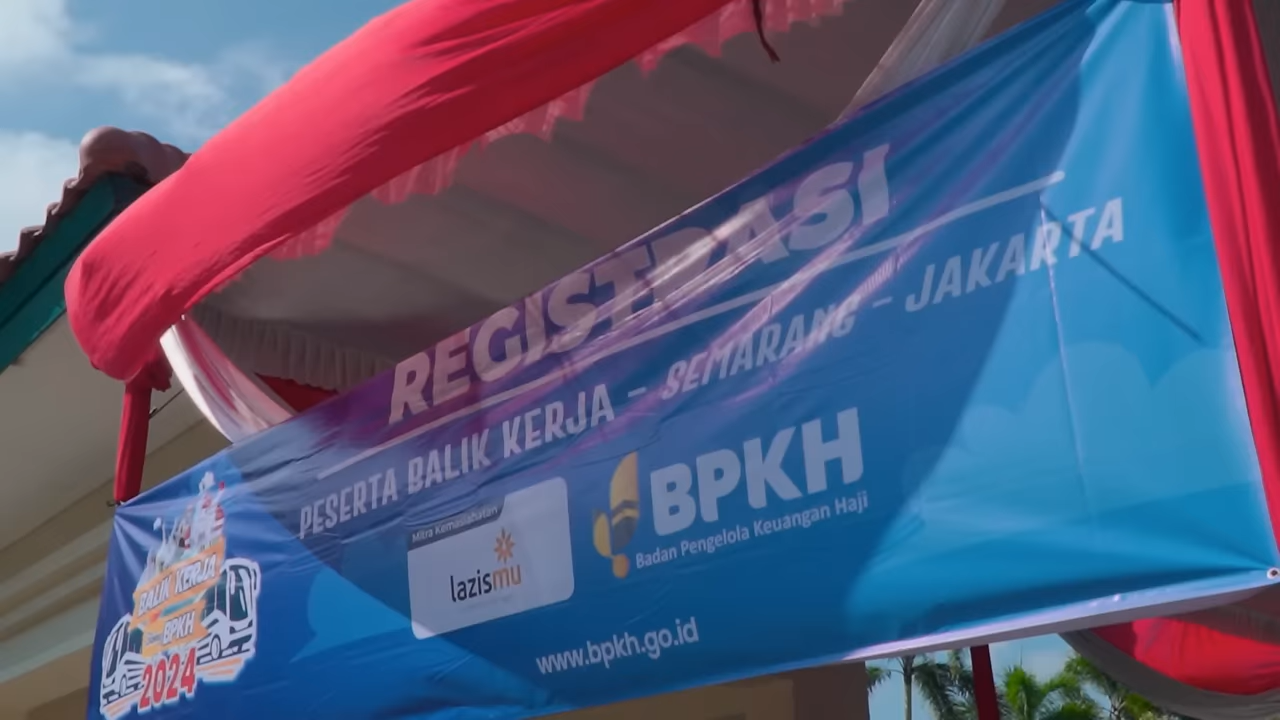 REGISTRASI
PESERTA BALIK KERJA - SEMARANG - JAKARTA
Mitra Kemaslahatan
lazismu
BPKH
Badan Pengelola Keuangan Haji
www.bpkh.go.id
BALIK KERJA
BPKH
2024